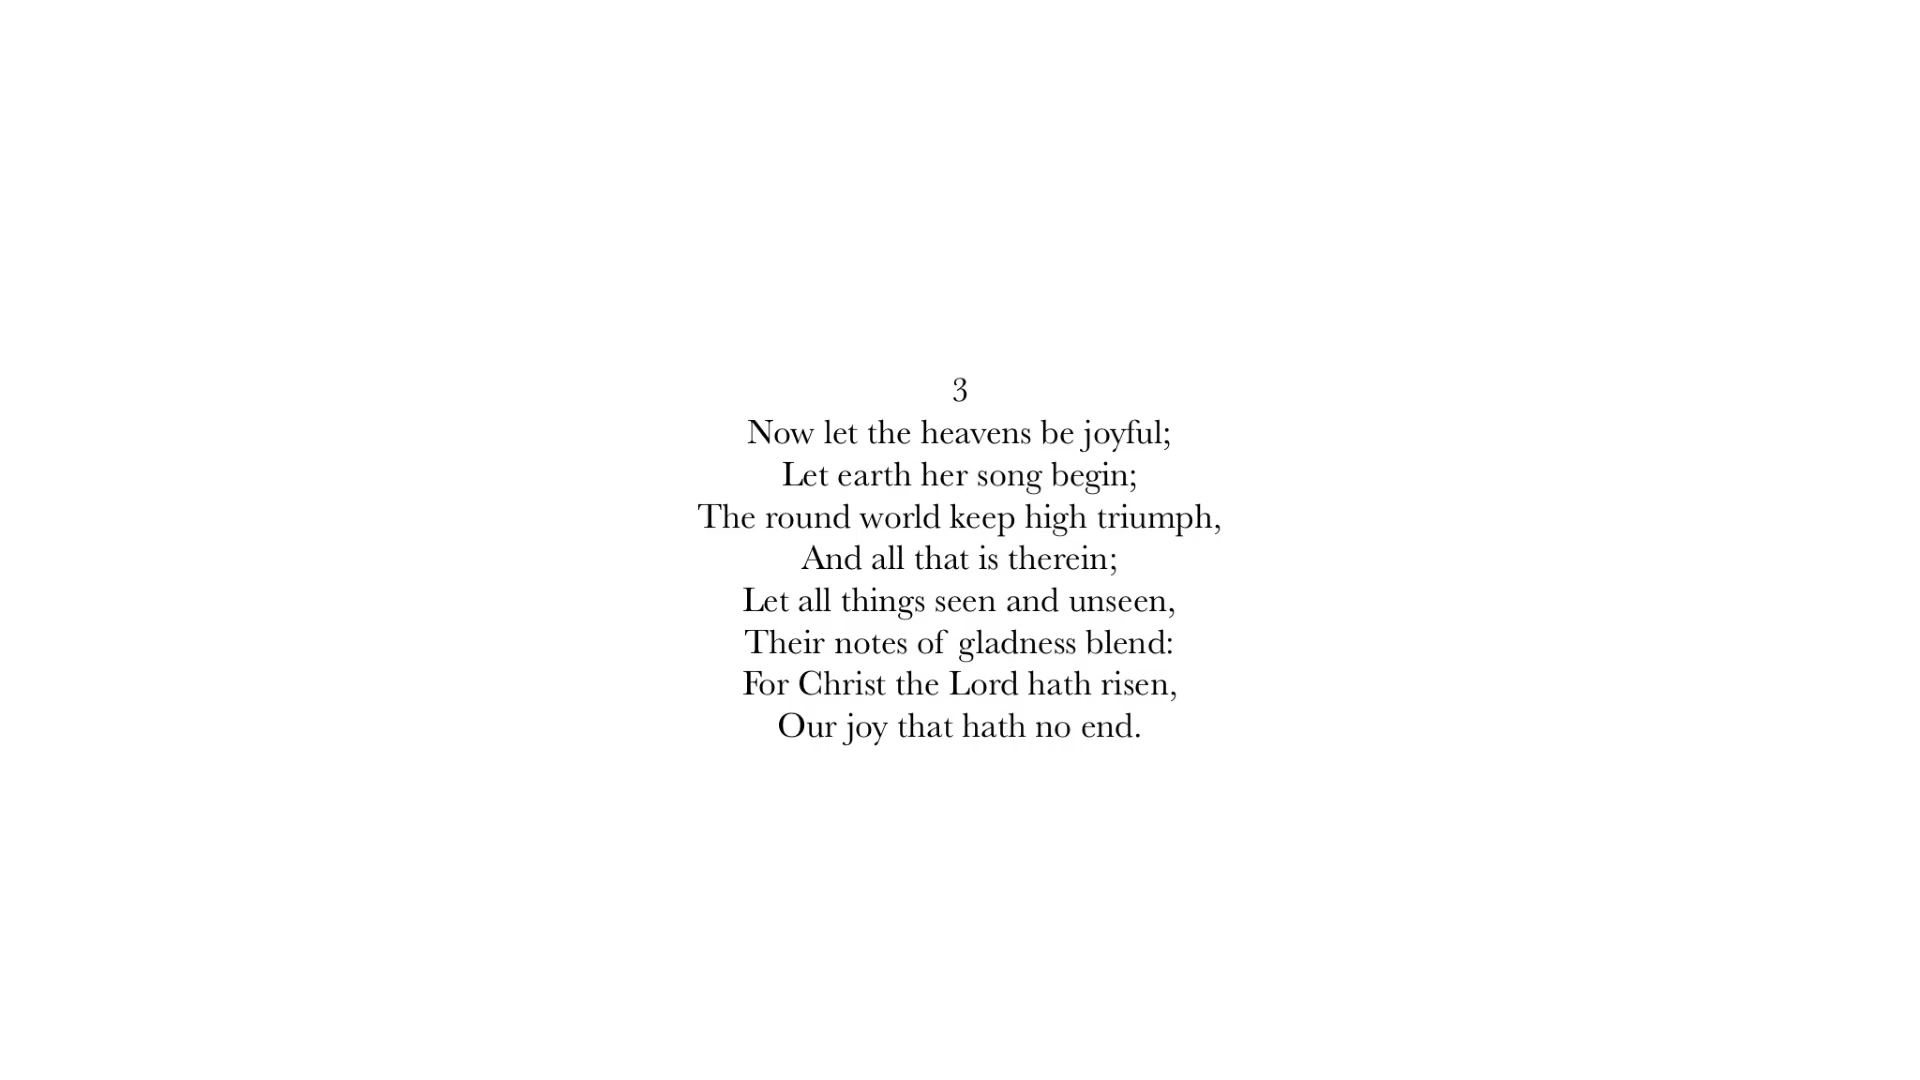 3
Now let the heavens be joyful;
Let earth her song begin;
The round world keep high triumph,
And all that is therein;
Let all things seen and unseen,
Their notes of gladness blend:
For Christ the Lord hath risen,
Our joy that hath no end.